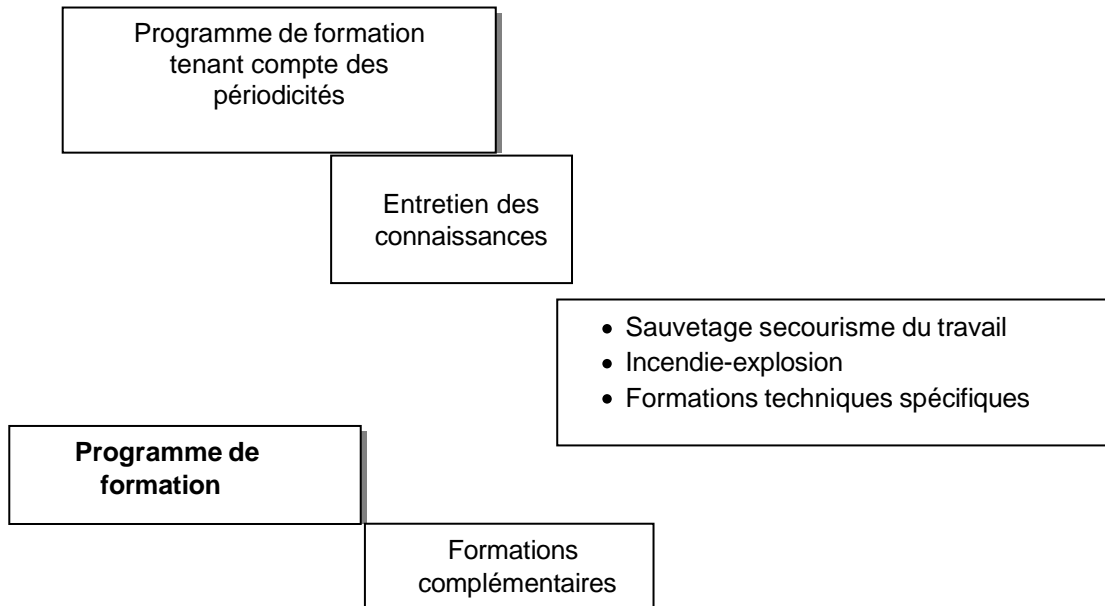 Programme de formation
tenant compte des
périodicités
Entretien des
connaissances
• Sauvetage secourisme du travail
• Incendie-explosion
• Formations techniques spécifiques
Programme de
formation
Formations
complémentaires